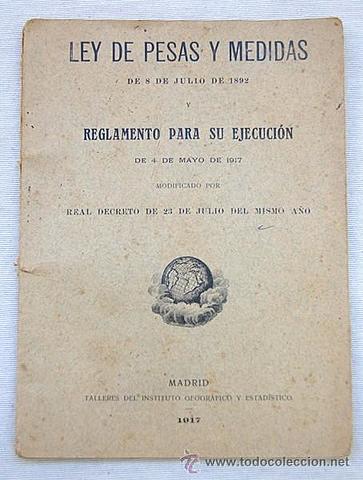 LEY DE PESAS Y MEDIDAS
DE 8 DE JULIO DE 1892
Y
REGLAMENTO PARA SU EJECUCIÓN
DE 4 DE MAYO DE 1917
MODIFICADO POR
REAL DECRETO DE 23 DE JULIO DEL MISMO AÑO
MADRID
TALLERES DEL INSTITUTO GEOGRÁFICO Y ESTADÍSTICO
1917
todocoleccion
© www.todocoleccion.com